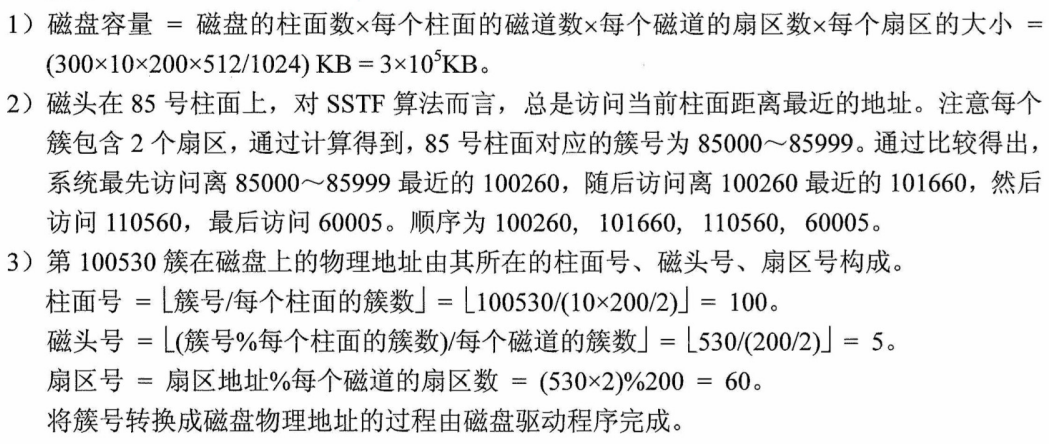 1）磁盘容量 = 磁盘的柱面数×每个柱面的磁道数×每个磁道的扇区数×每个扇区的大小 =
(300×10×200×512/1024) KB = 3×10⁵KB。
2）磁头在 85 号柱面上，对 SSTF 算法而言，总是访问当前柱面距离最近的地址。注意每个
簇包含 2 个扇区，通过计算得到，85 号柱面对应的簇号为 85000～85999。通过比较得出，
系统最先访问离 85000～85999 最近的 100260，随后访问离 100260 最近的 101660，然后
访问 110560，最后访问 60005。顺序为 100260, 101660, 110560, 60005。
3）第 100530 簇在磁盘上的物理地址由其所在的柱面号、磁头号、扇区号构成。
柱面号 = ⌊簇号/每个柱面的簇数⌋ = ⌊100530/(10×200/2)⌋ = 100。
磁头号 = ⌊(簇号%每个柱面的簇数)/每个磁道的簇数⌋ = ⌊530/(200/2)⌋ = 5。
扇区号 = 扇区地址%每个磁道的扇区数 = (530×2)%200 = 60。
将簇号转换成磁盘物理地址的过程由磁盘驱动程序完成。